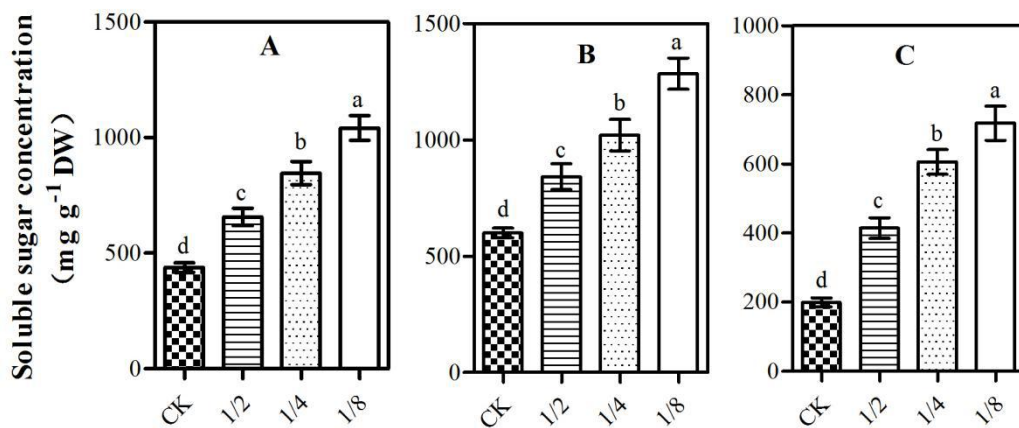 Soluble sugar concentration
(mg g-1 DW)
1500
1000
500
0
A
d
c
b
a
CK
1/2
1/4
1/8
1500
1000
500
0
B
d
c
b
a
CK
1/2
1/4
1/8
1000
800
600
400
200
0
C
d
c
b
a
CK
1/2
1/4
1/8